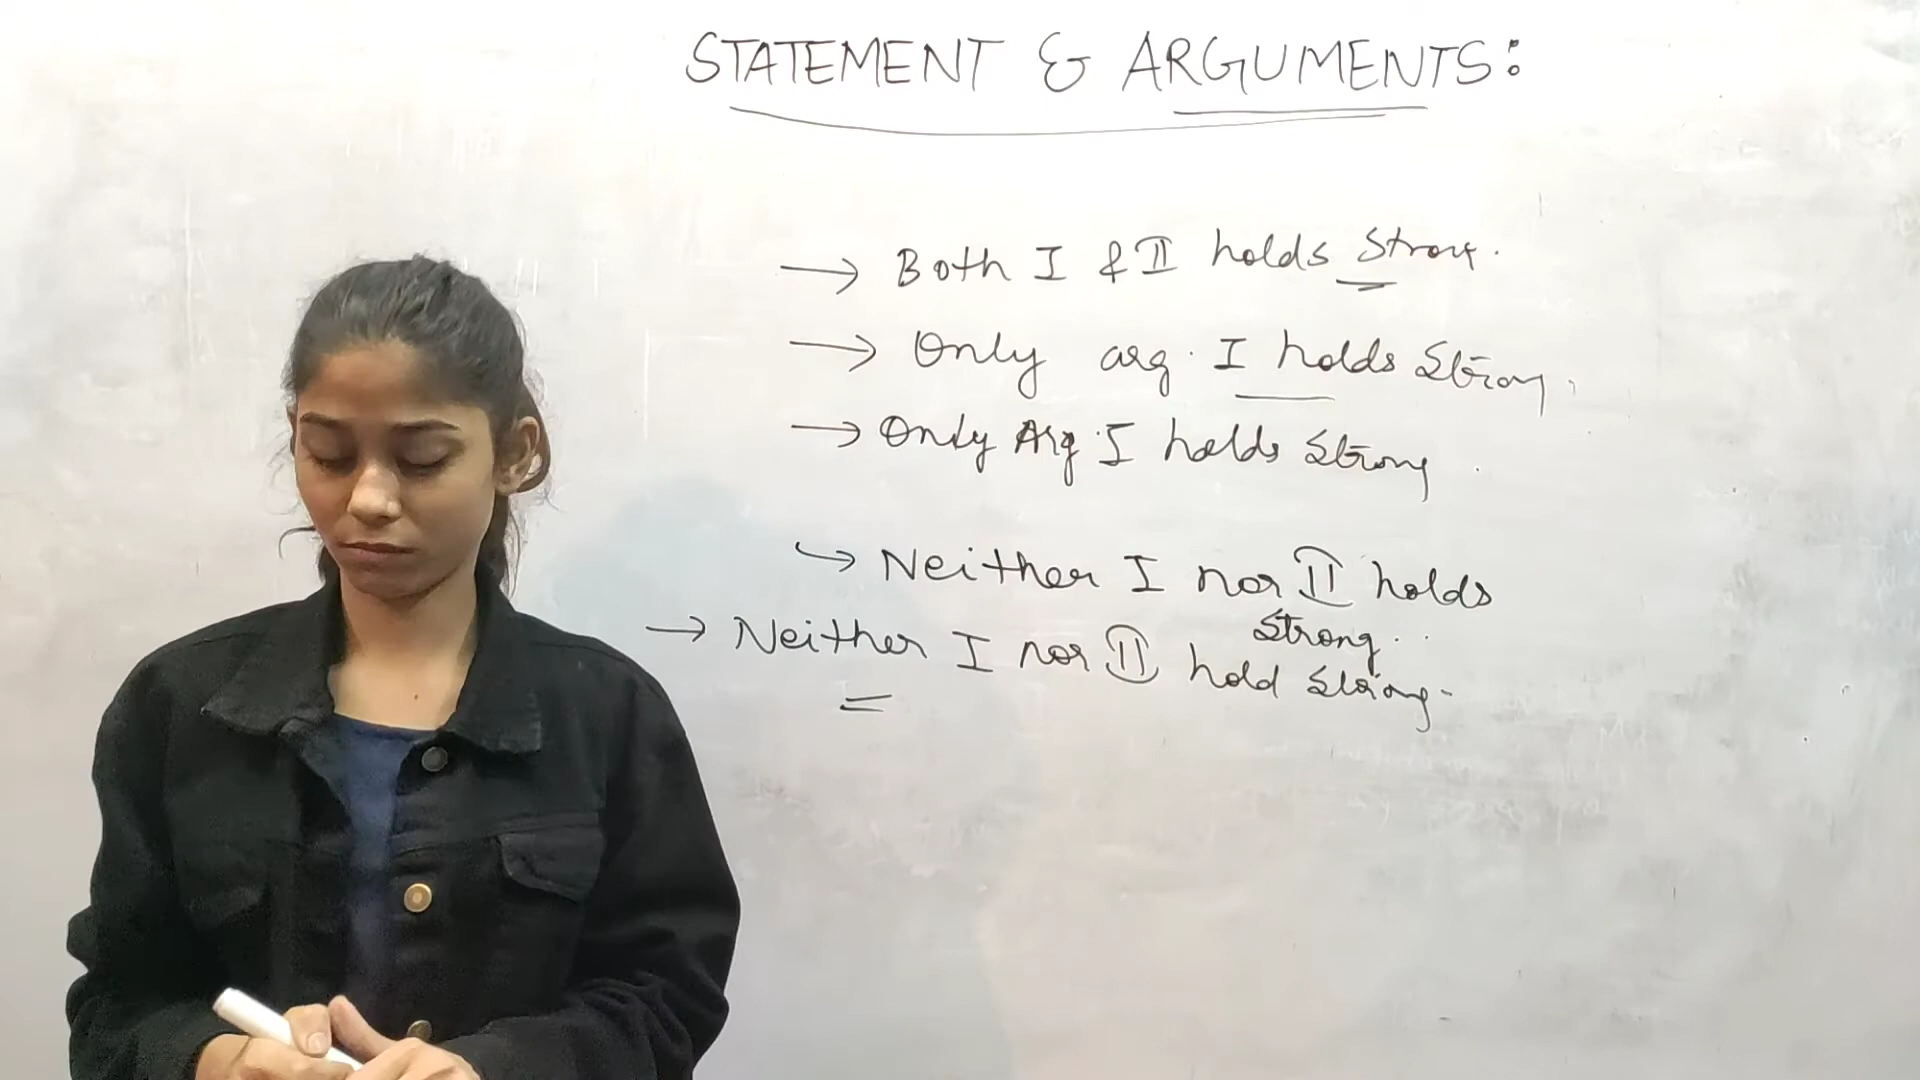 STATEMENT & ARGUMENTS:
→ Both I & II holds Strong.
→ Only arg. I holds Strong.
→ Only Arg. I holds Strong
→ Neither I nor II holds
Strong.
→ Neither I nor II hold Strong.